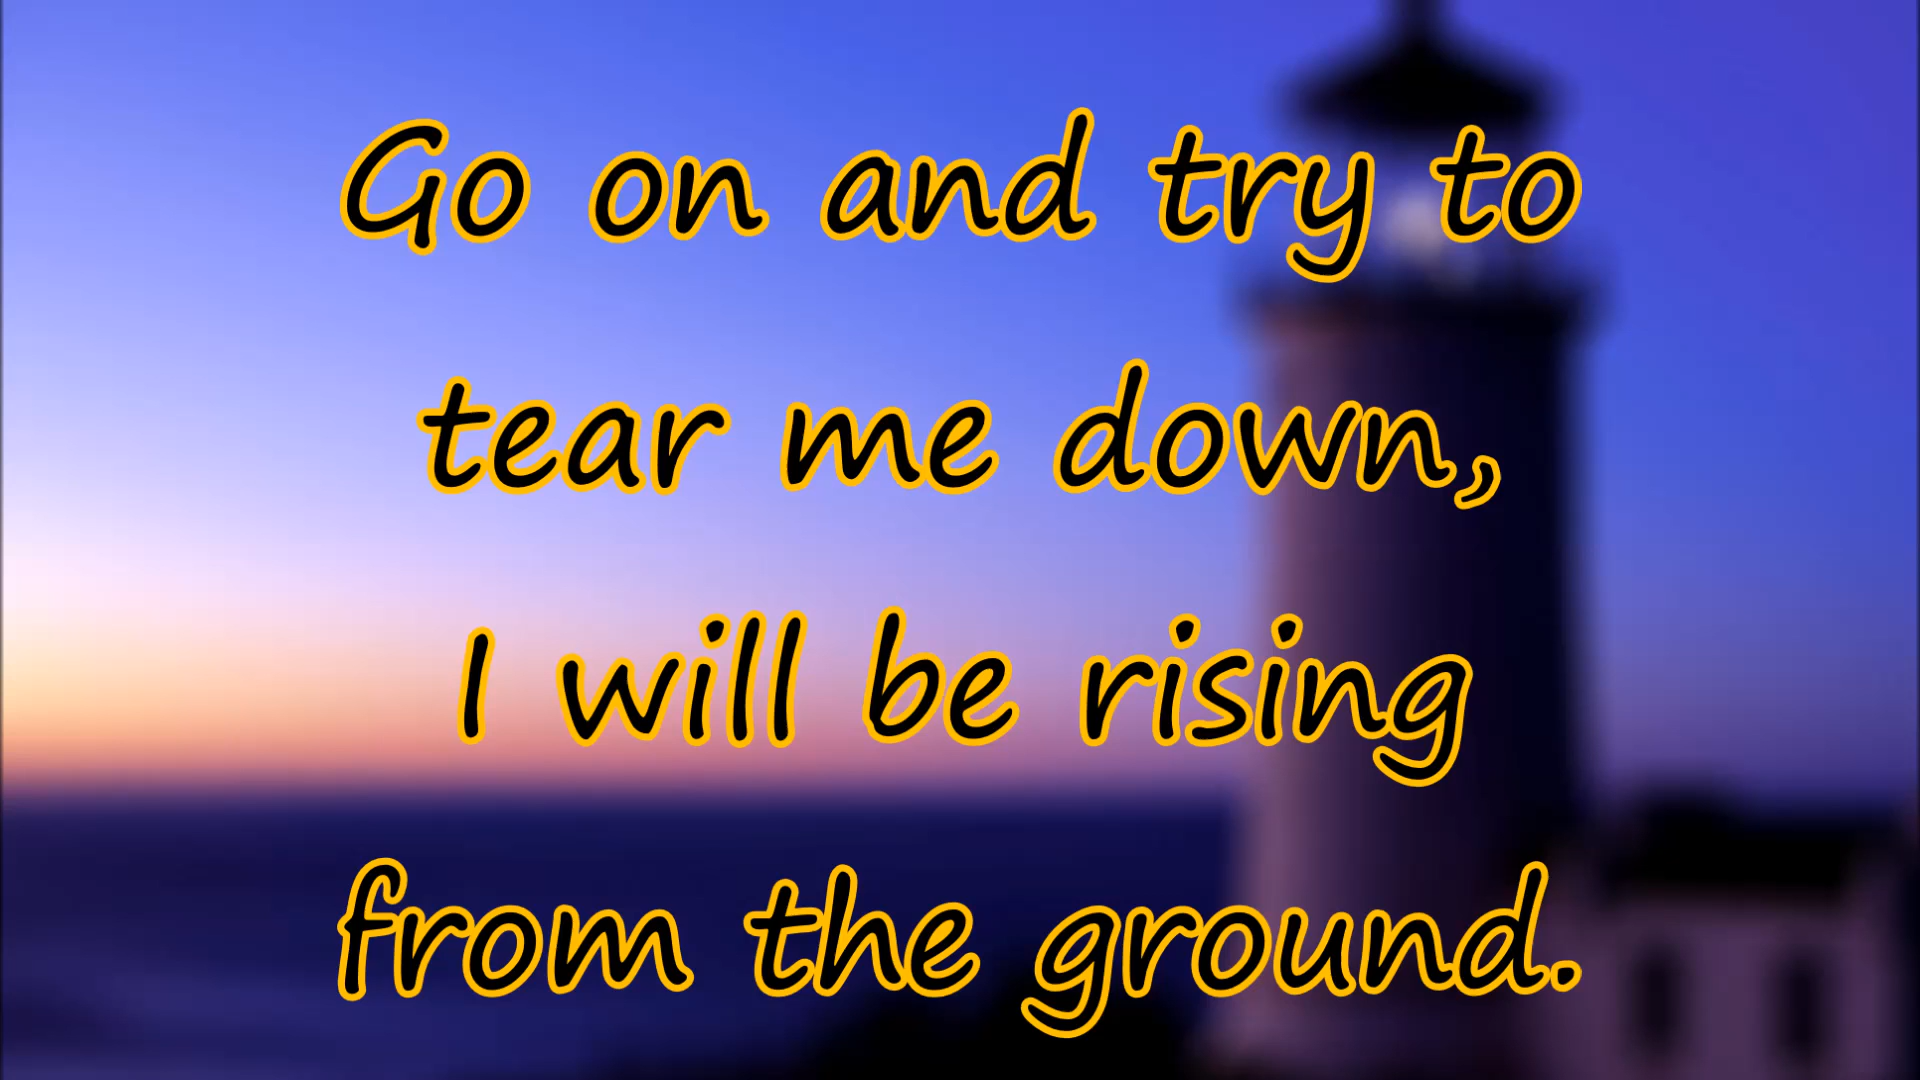 Go on and try to
tear me down,
I will be rising
from the ground.